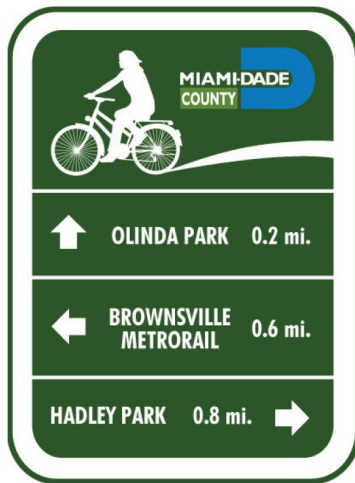 MIAMI-DADE
COUNTY
OLINDA PARK 0.2 mi.
BROWNSVILLE
METRORAIL 0.6 mi.
HADLEY PARK 0.8 mi.